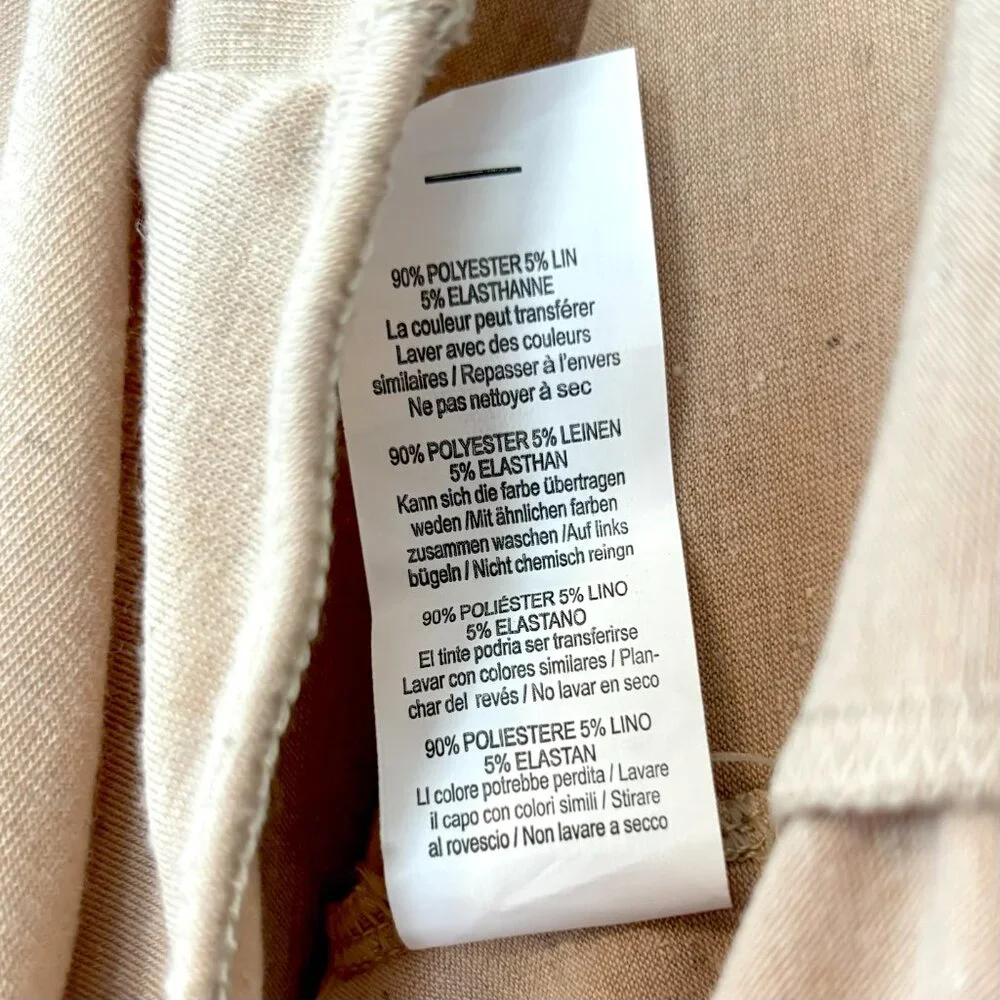 90% POLYESTER 5% LIN
5% ELASTHANNE
La couleur peut transférer
Laver avec des couleurs
similaires / Repasser à l'envers
Ne pas nettoyer à sec
90% POLYESTER 5% LEINEN
5% ELASTHAN
Kann sich die farbe übertragen
weden /Mit ähnlichen farben
zusammen waschen /Auf links
bügeln / Nicht chemisch reingn
90% POLIÉSTER 5% LINO
5% ELASTANO
El tinte podria ser transferirse
Lavar con colores similares / Plan-
char del revés / No lavar en seco
90% POLIESTERE 5% LINO
5% ELASTAN
LI colore potrebbe perdita / Lavare
il capo con colori simili / Stirare
al rovescio / Non lavare a secco